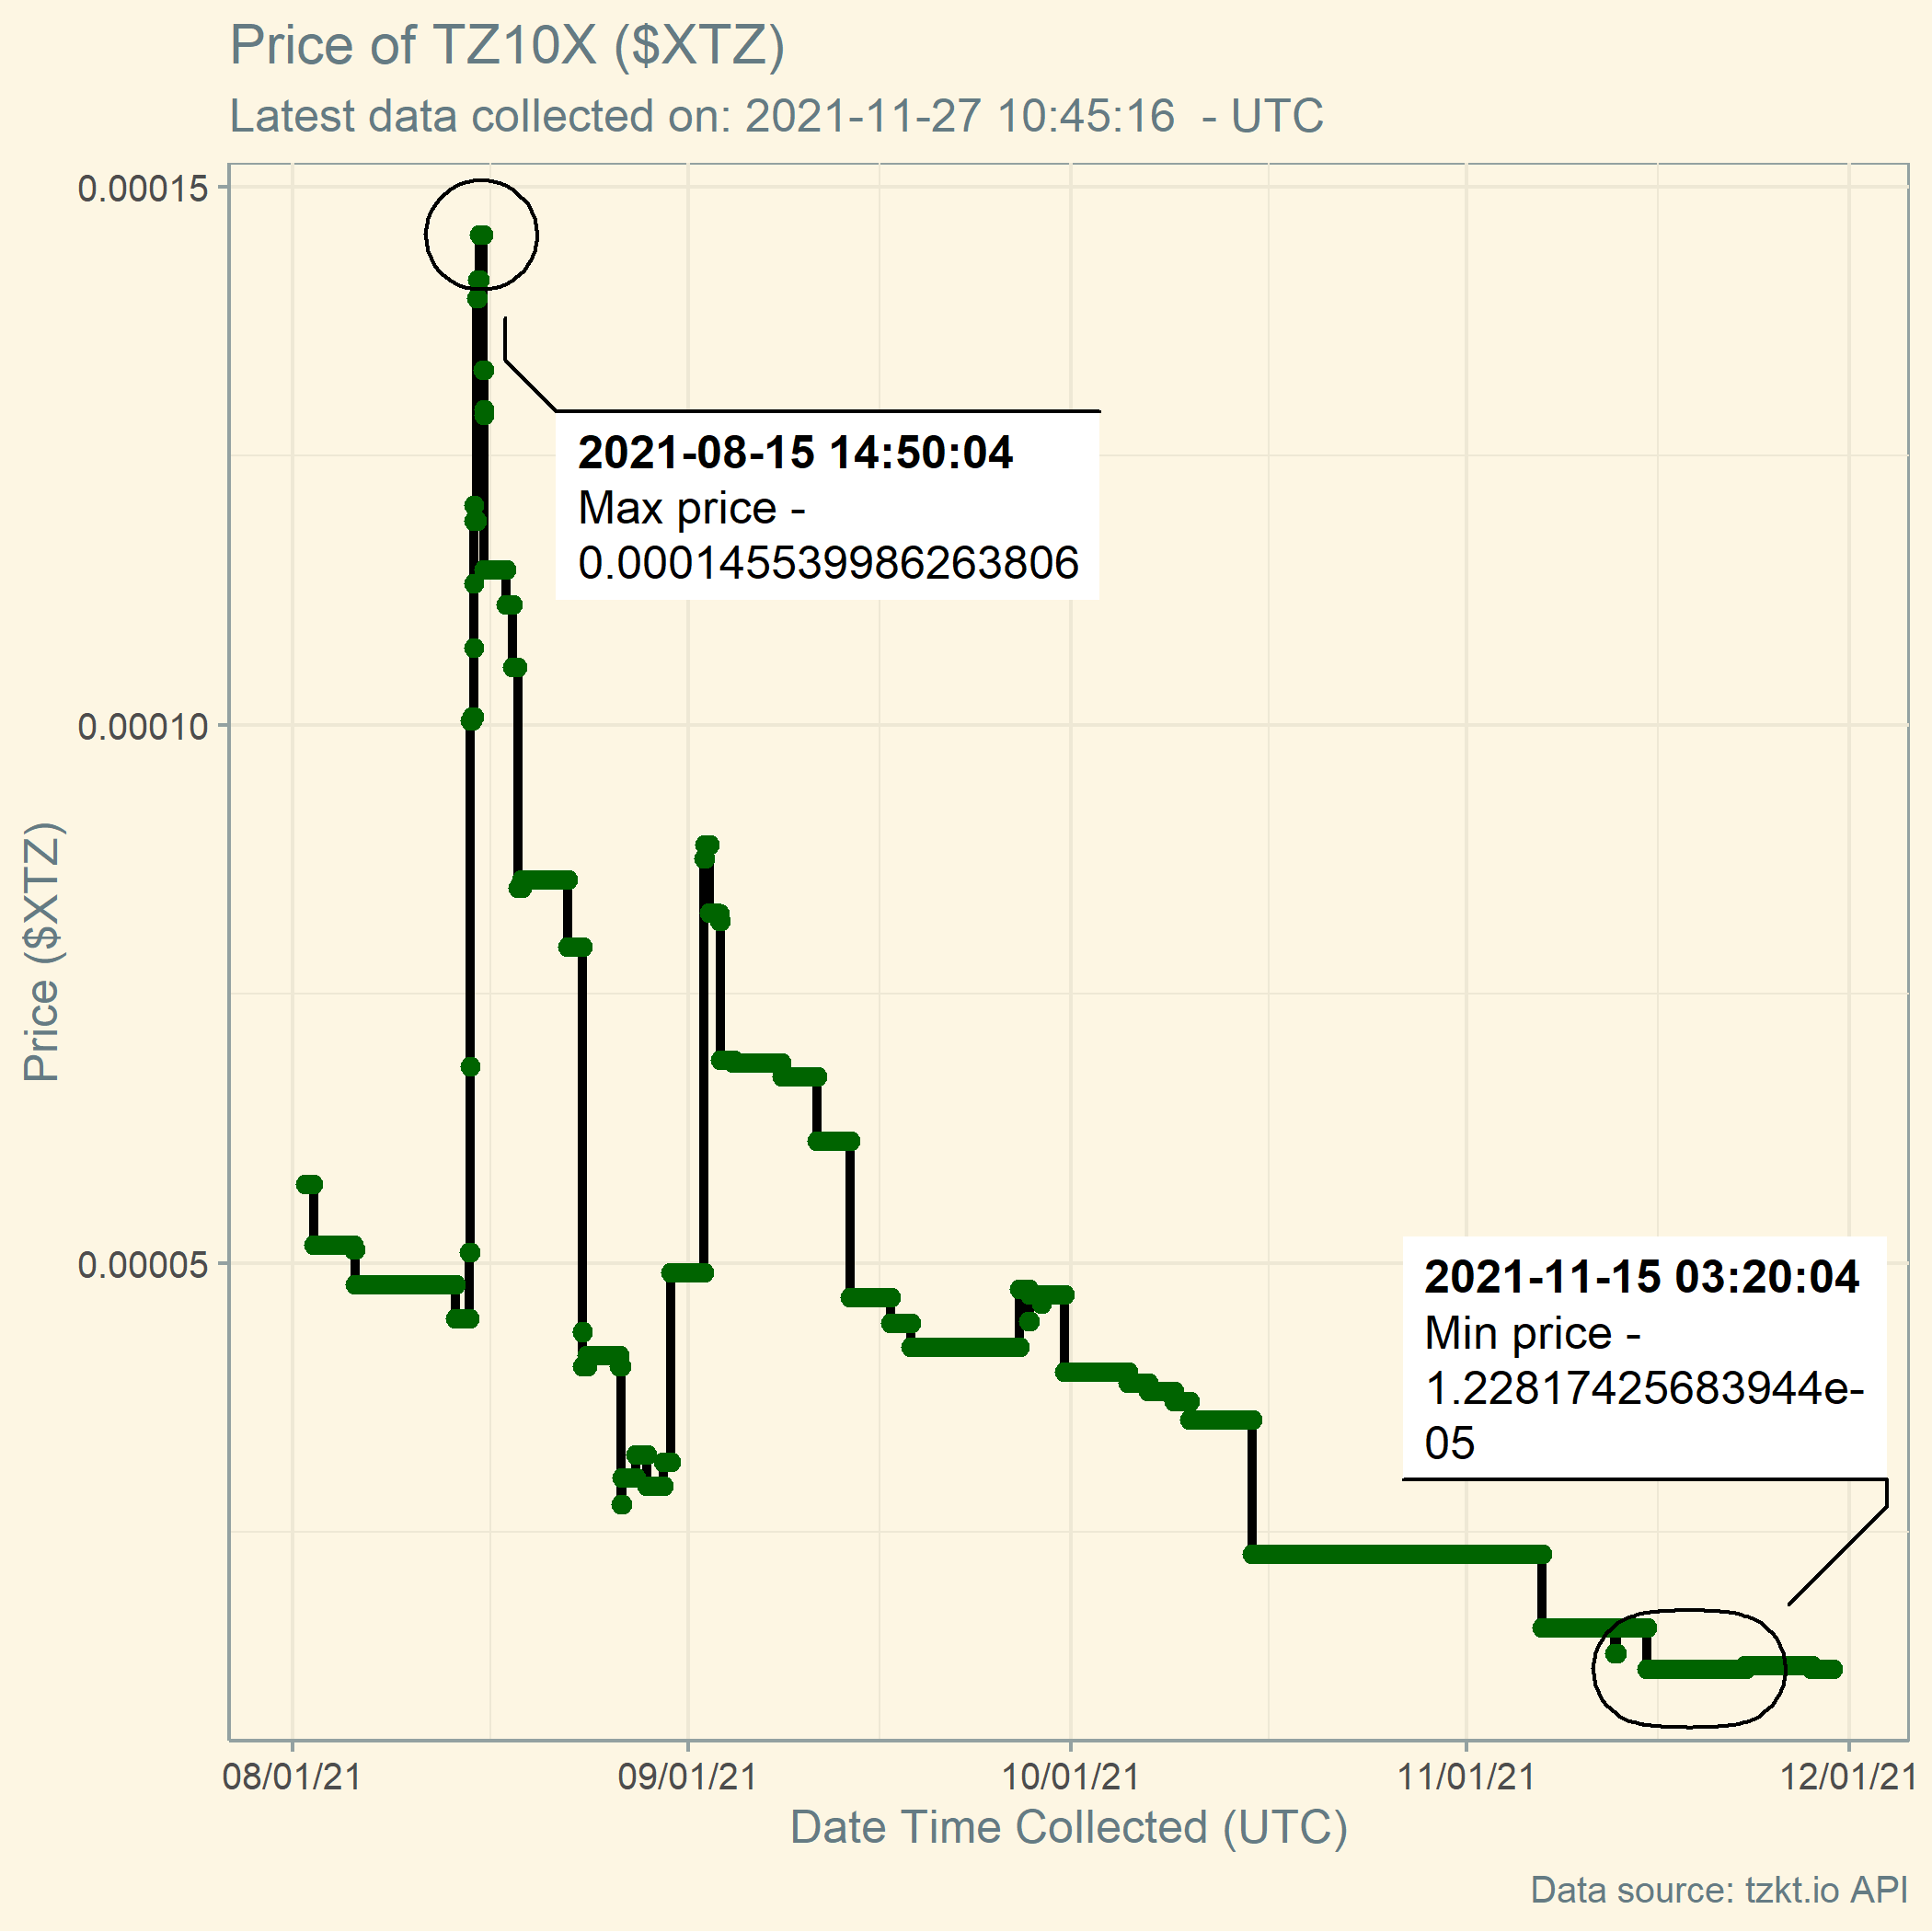 Price of TZ10X ($XTZ)
Latest data collected on: 2021-11-27 10:45:16  - UTC
0.00015
2021-08-15 14:50:04
Max price -
0.000145539986263806
0.00010
Price ($XTZ)
0.00005
2021-11-15 03:20:04
Min price -
1.22817425683944e-
05
08/01/21
09/01/21
10/01/21
11/01/21
12/01/21
Date Time Collected (UTC)
Data source: tzkt.io API